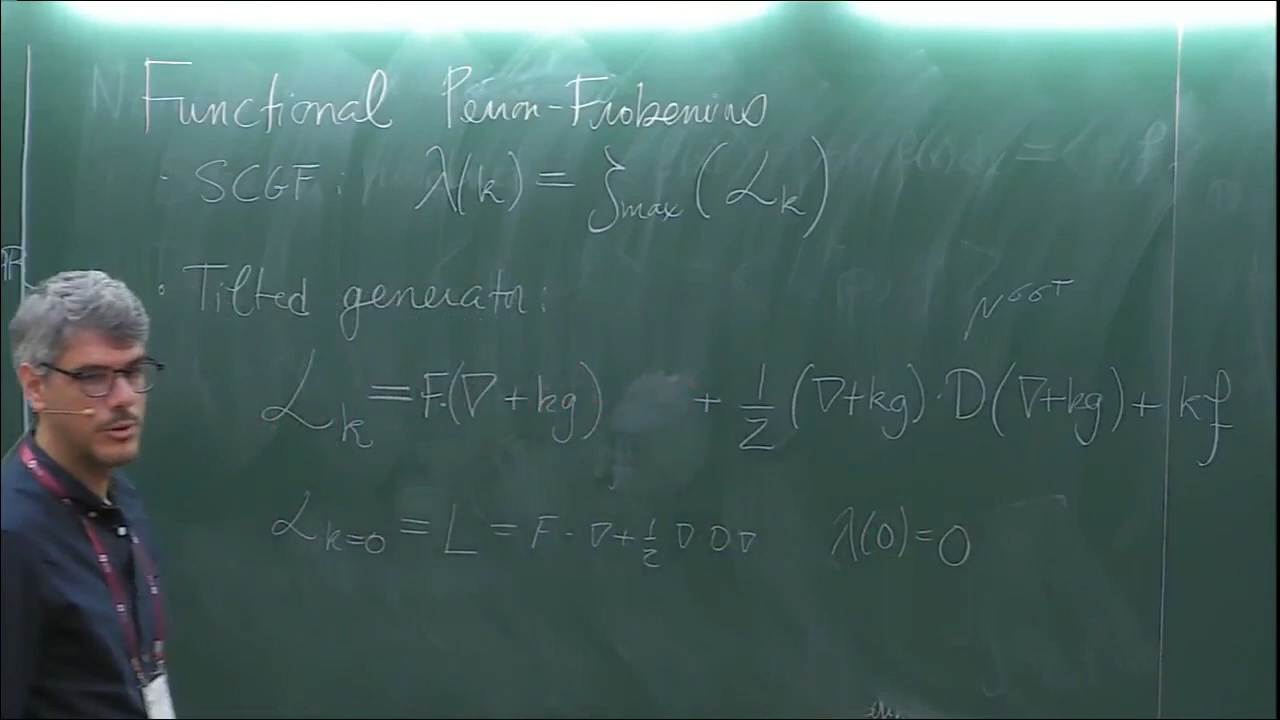 Functional Perron-Frobenius
· SCGF: λ(k) = ζmax (ℒk)
· Tilted generator:
σσT
ℒk = F·(∇ + kg) + 1/2 (∇+kg)·D(∇+kg) + kf
ℒk=0 = L = F·∇ + 1/2 ∇·D∇ λ(0)=0